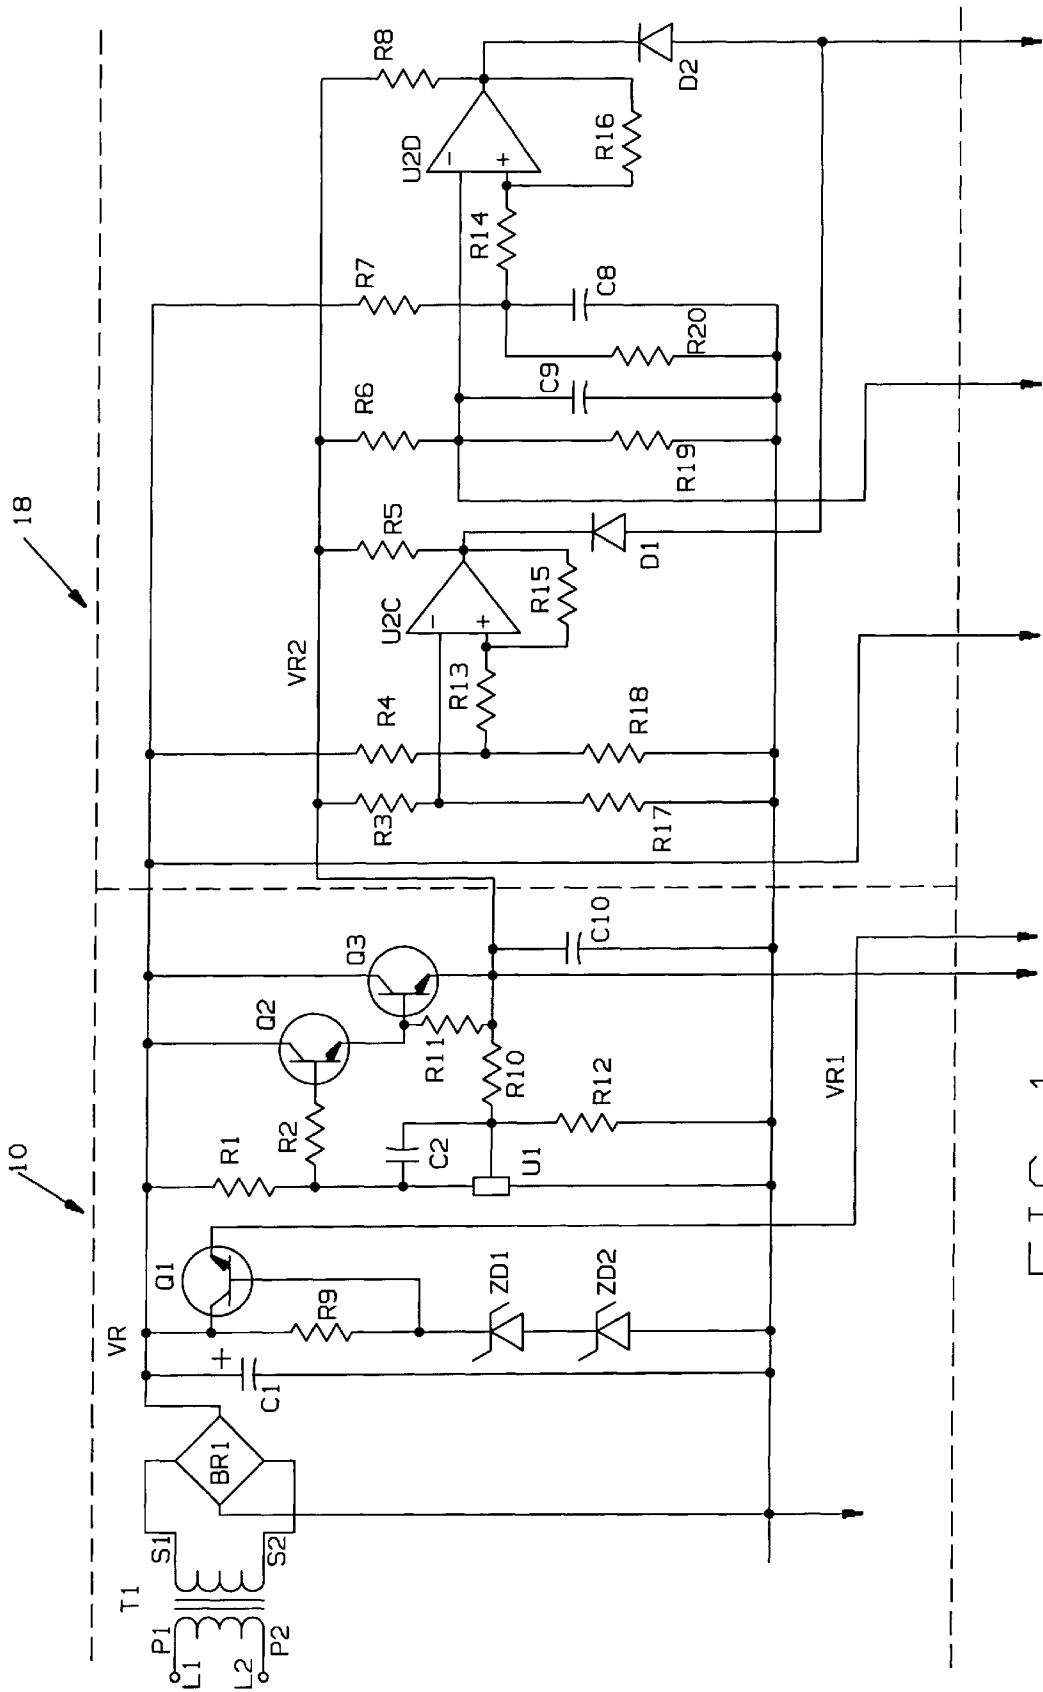 10
18
T1
P1
P2
L1
L2
S1
S2
BR1
VR
+
C1
Q1
R9
ZD1
ZD2
R1
R2
C2
U1
R12
R10
R11
Q2
Q3
C10
VR1
VR2
R3
R4
R17
R18
R13
U2C
-
+
R15
R5
D1
R6
R19
C9
R20
R7
C8
R14
U2D
-
+
R16
R8
D2